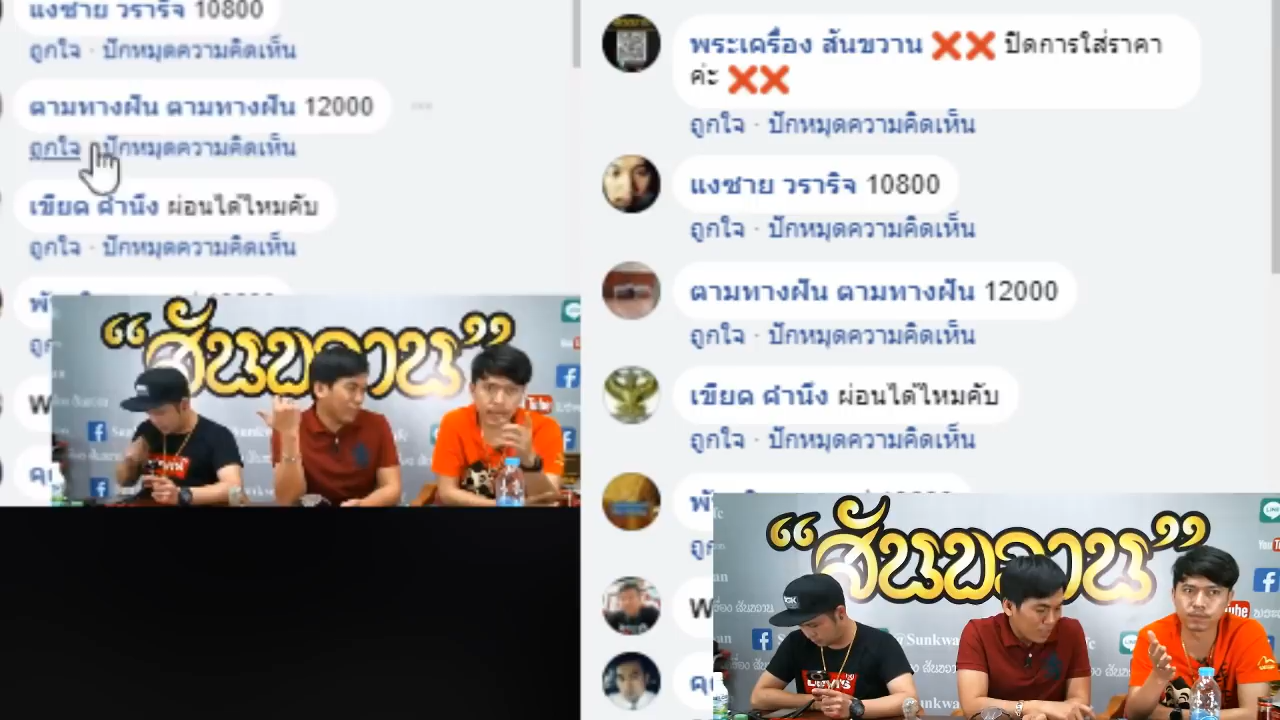 แงซาย วราริจ 10800
ถูกใจ · ปักหมุดความคิดเห็น
ตามทางฝัน ตามทางฝัน 12000
ถูกใจ ปักหมุดความคิดเห็น
เขียด คำนึง ผ่อนได้ไหมคับ
ถูกใจ · ปักหมุดความคิดเห็น
“สันขวาน”
พระเครื่อง สันขวาน ❌❌ ปิดการใส่ราคา
ค่ะ ❌❌
ถูกใจ · ปักหมุดความคิดเห็น
แงซาย วราริจ 10800
ถูกใจ · ปักหมุดความคิดเห็น
ตามทางฝัน ตามทางฝัน 12000
ถูกใจ · ปักหมุดความคิดเห็น
เขียด คำนึง ผ่อนได้ไหมคับ
ถูกใจ · ปักหมุดความคิดเห็น
“สันขวาน”